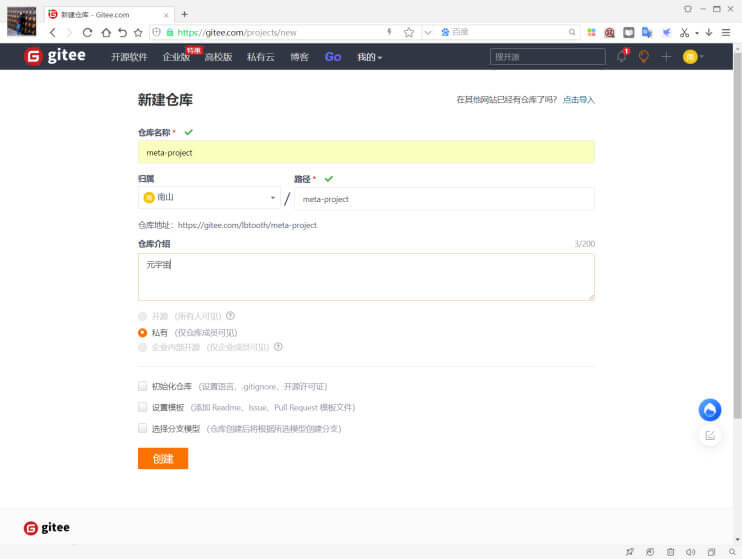 新建仓库 - Gitee.com
https://gitee.com/projects/new
百度
gitee 开源软件 企业版 特惠 高校版 私有云 博客 Go 我的 搜开源 1
新建仓库
在其他网站已经有仓库了吗? 点击导入
仓库名称 *
meta-project
归属 路径 *
南山 / meta-project
仓库地址: https://gitee.com/lbtooth/meta-project
仓库介绍 3/200
元宇宙
开源 (所有人可见)
私有 (仅仓库成员可见)
企业内部开源 (仅企业成员可见)
初始化仓库 (设置语言、.gitignore、开源许可证)
设置模板 (添加 Readme、Issue、Pull Request 模板文件)
选择分支模型 (仓库创建后将根据所选模型创建分支)
创建
gitee